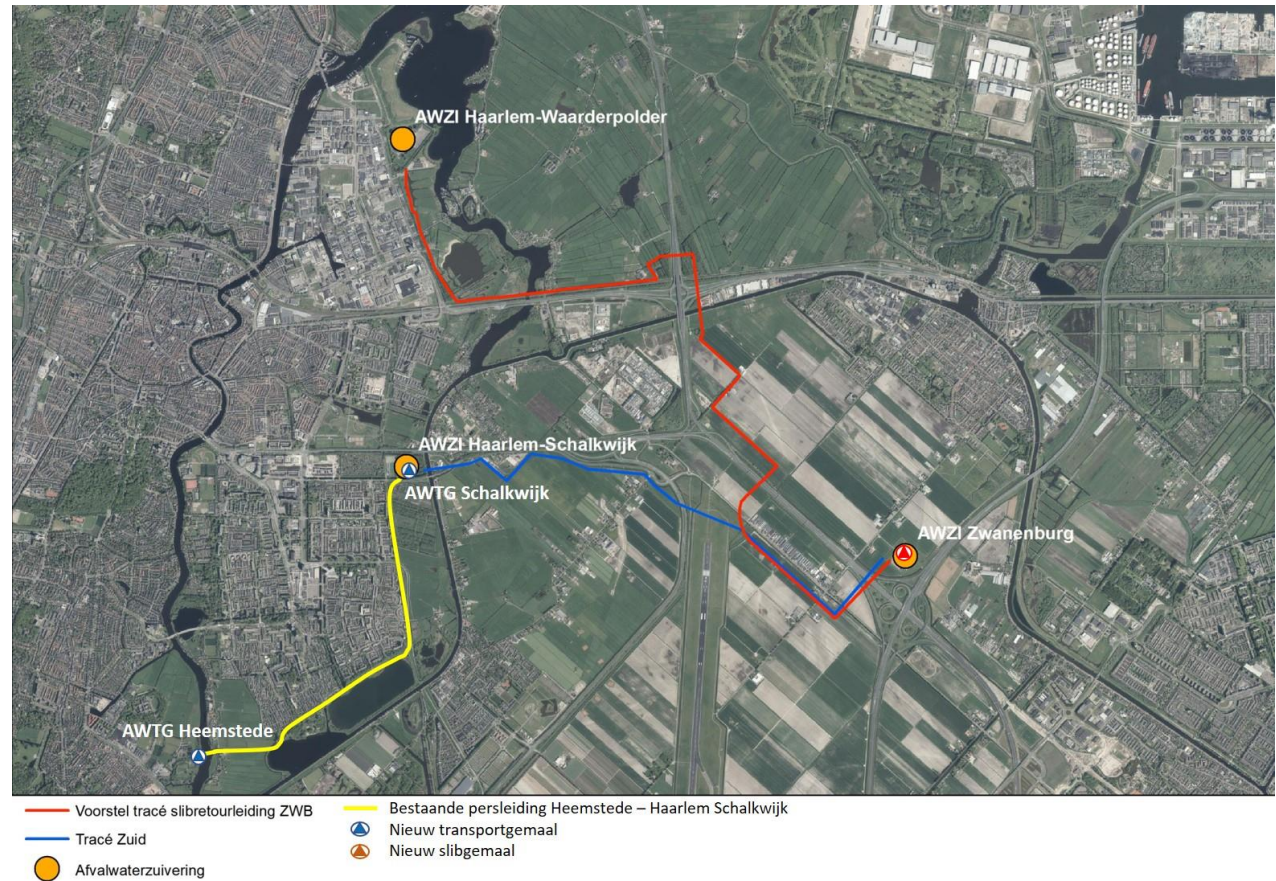 AWZI Haarlem-Waarderpolder
AWZI Haarlem-Schalkwijk
AWTG Schalkwijk
AWZI Zwanenburg
AWTG Heemstede
Voorstel tracé slibretourleiding ZWB
Tracé Zuid
Afvalwaterzuivering
Bestaande persleiding Heemstede – Haarlem Schalkwijk
Nieuw transportgemaal
Nieuw slibgemaal